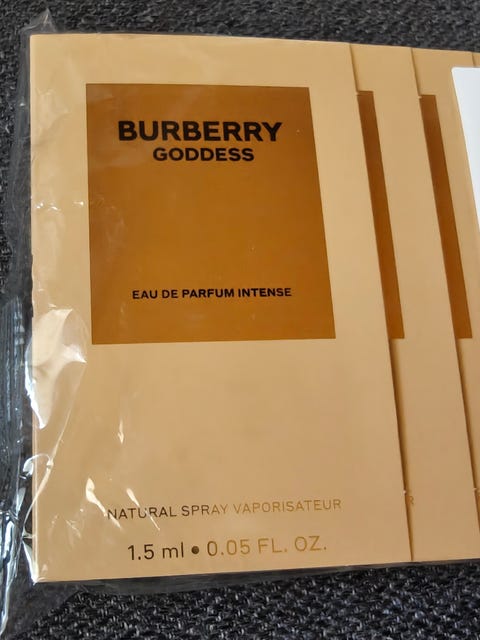 BURBERRY
GODDESS
EAU DE PARFUM INTENSE
NATURAL SPRAY VAPORISATEUR
1.5 ml • 0.05 FL. OZ.
R